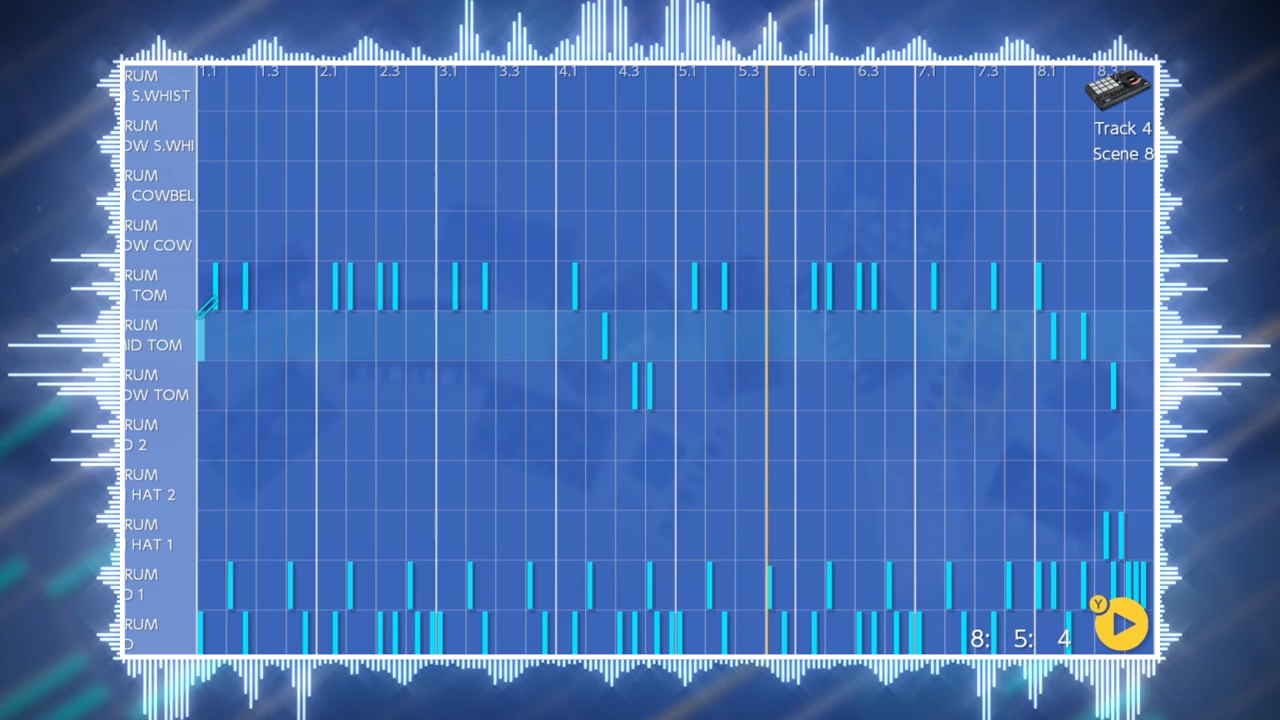 1.1 1.3 2.1 2.3 3.1 3.3 4.1 4.3 5.1 5.3 6.1 6.3 7.1 7.3 8.1 8.3
RUM
S.WHIST
RUM
OW S.WHI
RUM
COWBEL
RUM
OW COW
RUM
TOM
RUM
ID TOM
RUM
OW TOM
RUM
D 2
RUM
HAT 2
RUM
HAT 1
RUM
D 1
RUM
D
Track 4
Scene 8
8: 5: 4
Y